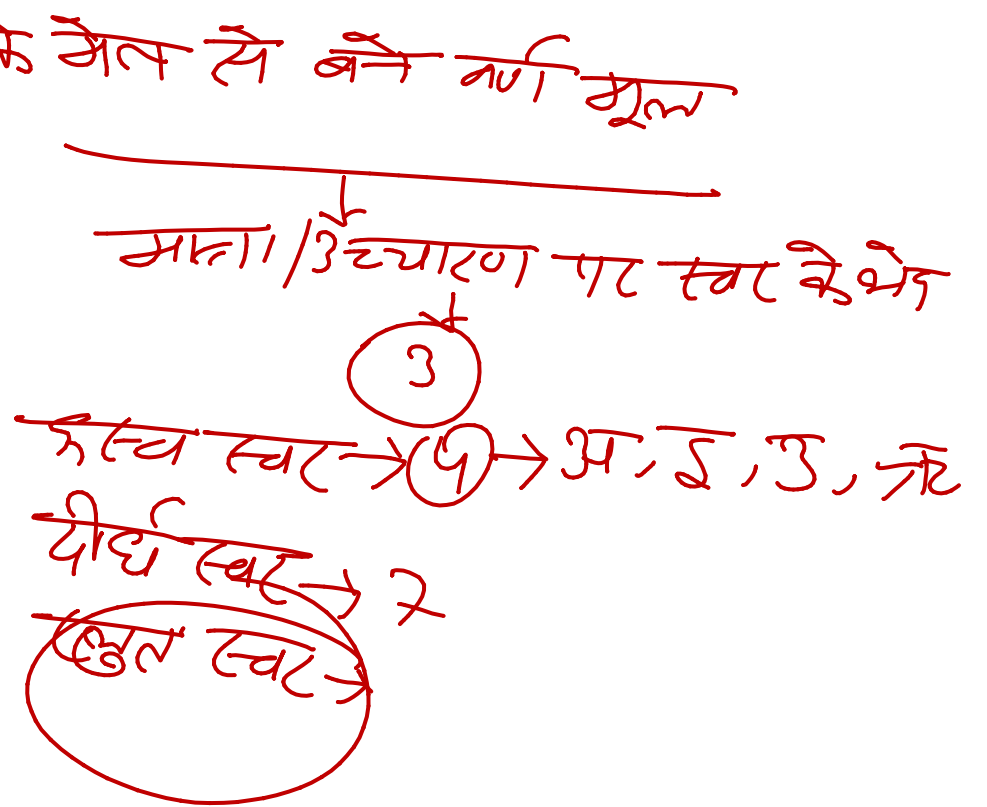 के मेल से बने वर्ण मूल
मात्रा / उच्चारण पर स्वर के भेद
3
ह्रस्व स्वर → 4 → अ, इ, उ, ऋ
दीर्घ स्वर → 7
प्लुत स्वर →